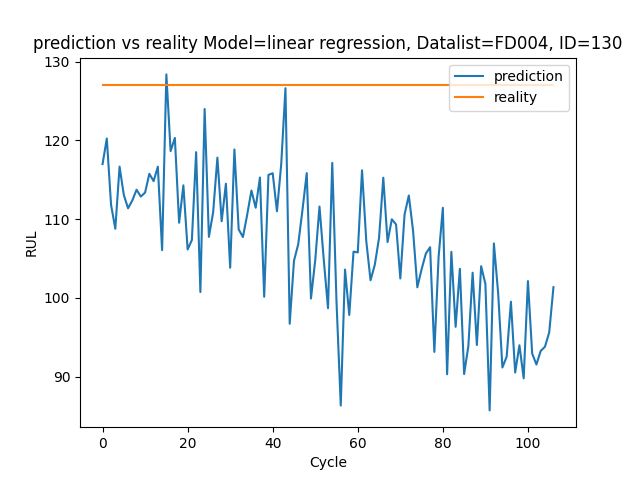 prediction vs reality Model=linear regression, Datalist=FD004, ID=130
130
120
110
100
90
RUL
prediction
reality
0
20
40
60
80
100
Cycle